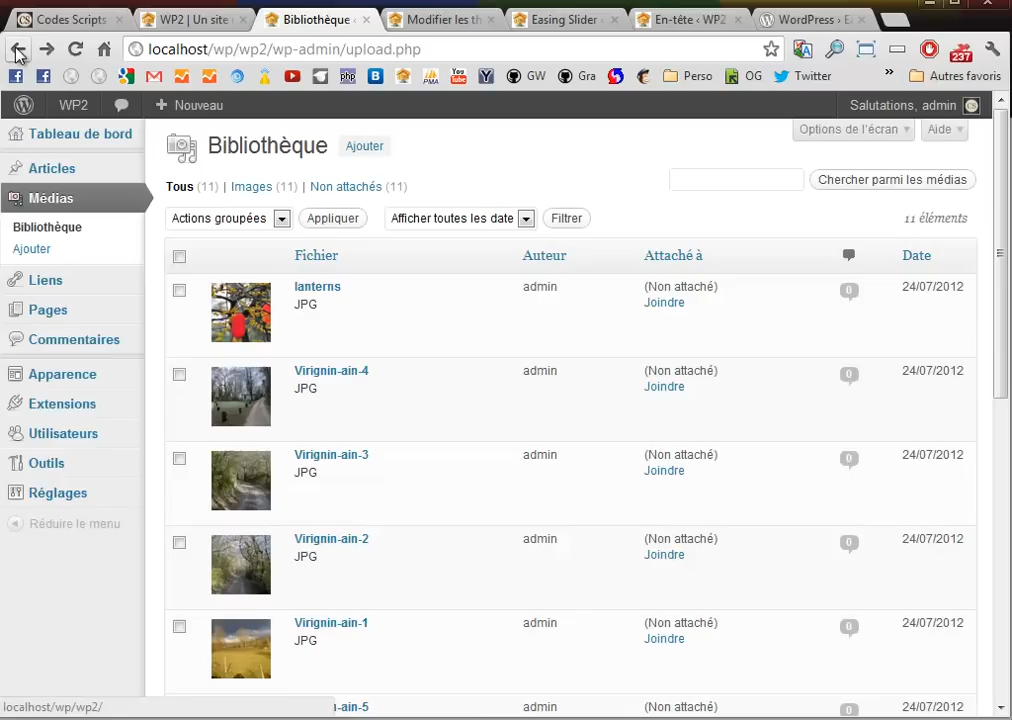 Codes Scripts
WP2 | Un site
Bibliothèque ‹
Modifier les th
Easing Slider
En-tête ‹ WP2
WordPress › Ea
localhost/wp/wp2/wp-admin/upload.php
237
GW
Gra
Perso
OG
Twitter
»
Autres favoris
WP2
+ Nouveau
Salutations, admin
Tableau de bord
Articles
Médias
Bibliothèque
Ajouter
Liens
Pages
Commentaires
Apparence
Extensions
Utilisateurs
Outils
Réglages
Réduire le menu
Options de l'écran
Aide
Bibliothèque Ajouter
Tous (11) | Images (11) | Non attachés (11)
Chercher parmi les médias
Actions groupées Appliquer Afficher toutes les date Filtrer
11 éléments
Fichier Auteur Attaché à Date
lanterns admin (Non attaché) 0 24/07/2012
JPG Joindre
Virignin-ain-4 admin (Non attaché) 0 24/07/2012
JPG Joindre
Virignin-ain-3 admin (Non attaché) 0 24/07/2012
JPG Joindre
Virignin-ain-2 admin (Non attaché) 0 24/07/2012
JPG Joindre
Virignin-ain-1 admin (Non attaché) 0 24/07/2012
JPG Joindre
n-ain-5 admin (Non attaché) 0 24/07/2012
localhost/wp/wp2/